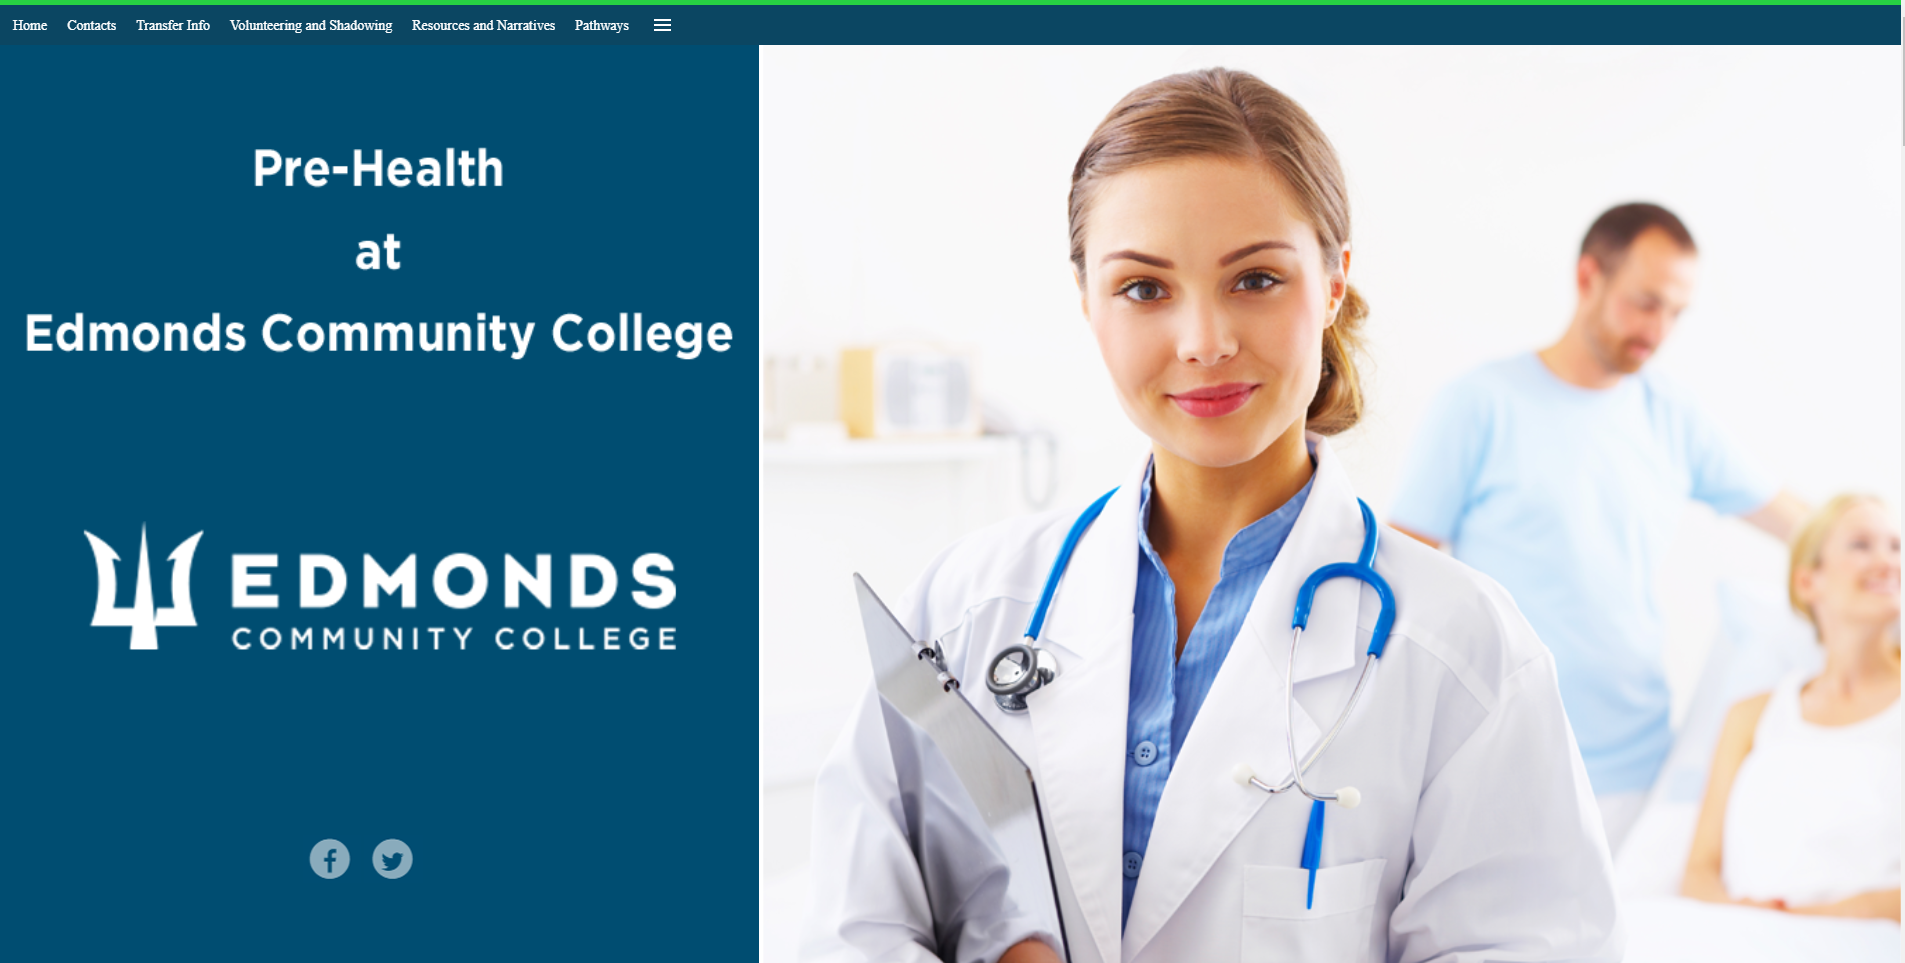 Home Contacts Transfer Info Volunteering and Shadowing Resources and Narratives Pathways
Pre-Health
at
Edmonds Community College
EDMONDS
COMMUNITY COLLEGE